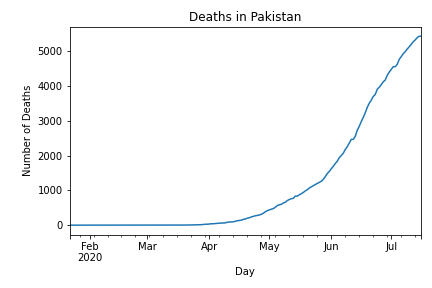 Deaths in Pakistan
Number of Deaths
5000
4000
3000
2000
1000
0
Feb
2020
Mar
Apr
May
Jun
Jul
Day